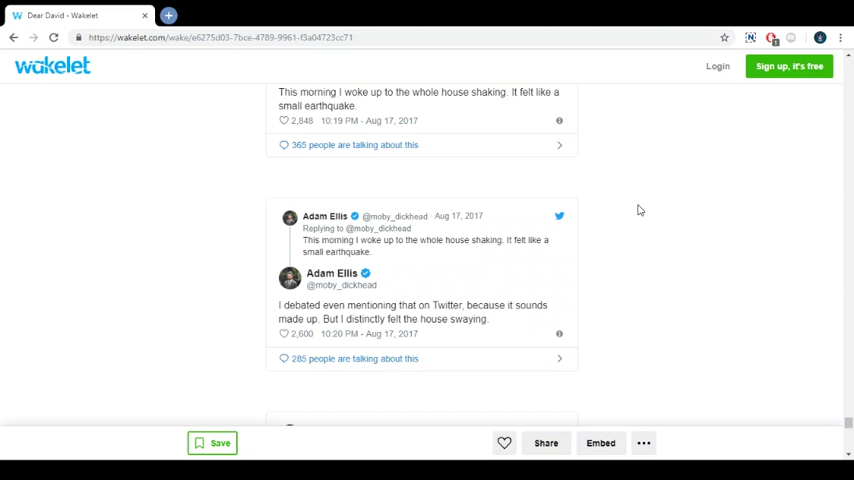 Dear David - Wakelet
https://wakelet.com/wake/e6275d03-7bce-4789-9961-f3a04723cc71
wakelet
Login
Sign up, it's free
This morning I woke up to the whole house shaking. It felt like a
small earthquake.
2,848 10:19 PM - Aug 17, 2017
365 people are talking about this
Adam Ellis @moby_dickhead Aug 17, 2017
Replying to @moby_dickhead
This morning I woke up to the whole house shaking. It felt like a
small earthquake.
Adam Ellis
@moby_dickhead
I debated even mentioning that on Twitter, because it sounds
made up. But I distinctly felt the house swaying.
2,600 10:20 PM - Aug 17, 2017
285 people are talking about this
Save
Share
Embed